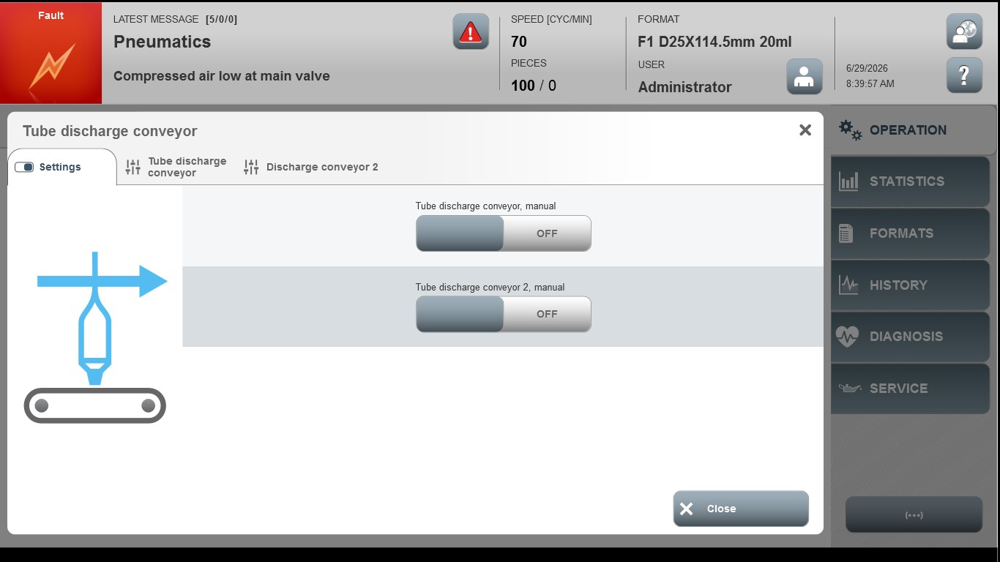 Fault
LATEST MESSAGE [5/0/0]
Pneumatics
Compressed air low at main valve
SPEED [CYC/MIN]
70
PIECES
100 / 0
FORMAT
F1 D25X114.5mm 20ml
USER
Administrator
6/29/2026
8:39:57 AM
?
Tube discharge conveyor
Settings
Tube discharge
conveyor
Discharge conveyor 2
Tube discharge conveyor, manual
OFF
Tube discharge conveyor 2, manual
OFF
Close
OPERATION
STATISTICS
FORMATS
HISTORY
DIAGNOSIS
SERVICE
(•••)